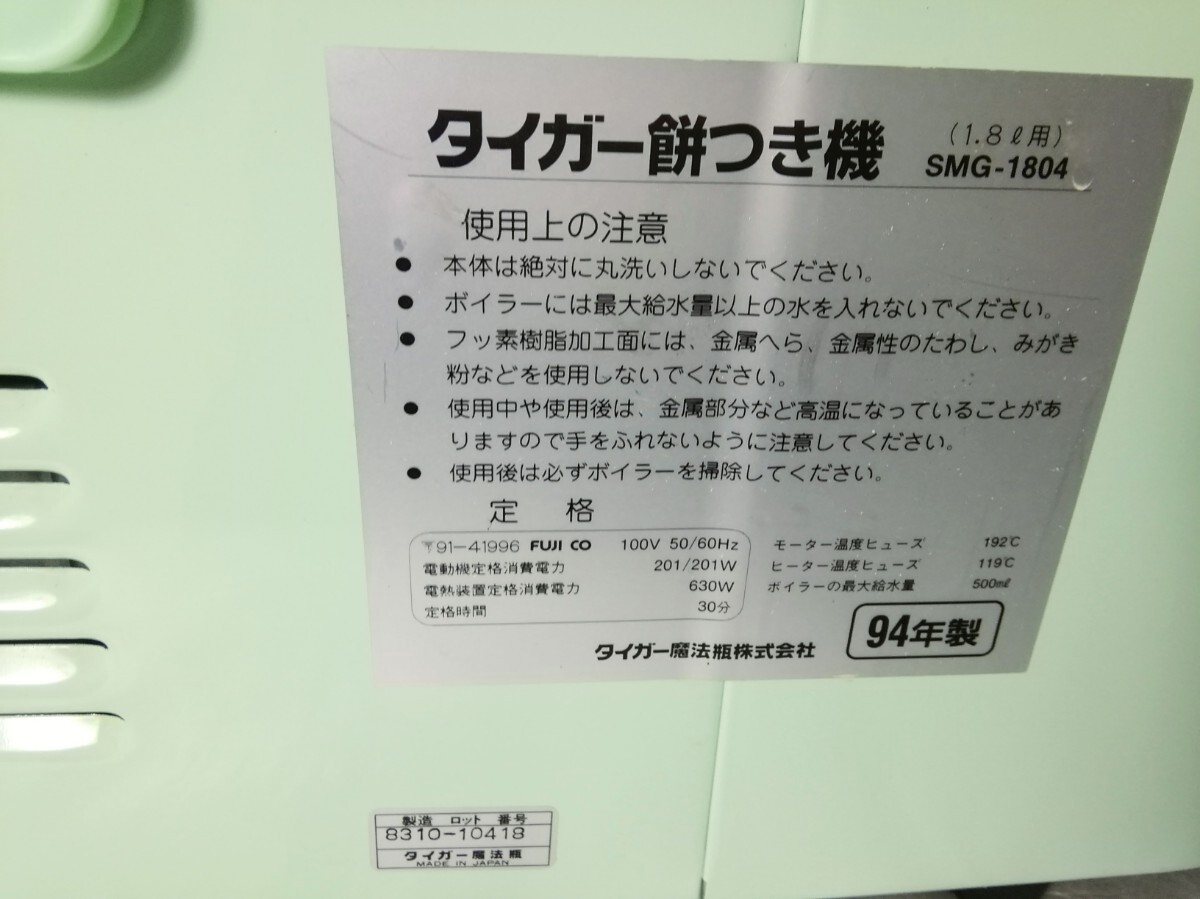 タイガー餅つき機 (1.8ℓ用)
SMG-1804
使用上の注意
● 本体は絶対に丸洗いしないでください。
● ボイラーには最大給水量以上の水を入れないでください。
● フッ素樹脂加工面には、金属へら、金属性のたわし、みがき
粉などを使用しないでください。
● 使用中や使用後は、金属部分など高温になっていることがあ
りますので手をふれないように注意してください。
● 使用後は必ずボイラーを掃除してください。
定 格
〒91-41996 FUJI CO 100V 50/60Hz
電動機定格消費電力 201/201W
電熱装置定格消費電力 630W
定格時間 30分
モーター温度ヒューズ 192℃
ヒーター温度ヒューズ 119℃
ボイラーの最大給水量 500mℓ
タイガー魔法瓶株式会社
94年製
製造 ロット 番号
8310-10418
タイガー魔法瓶
MADE IN JAPAN